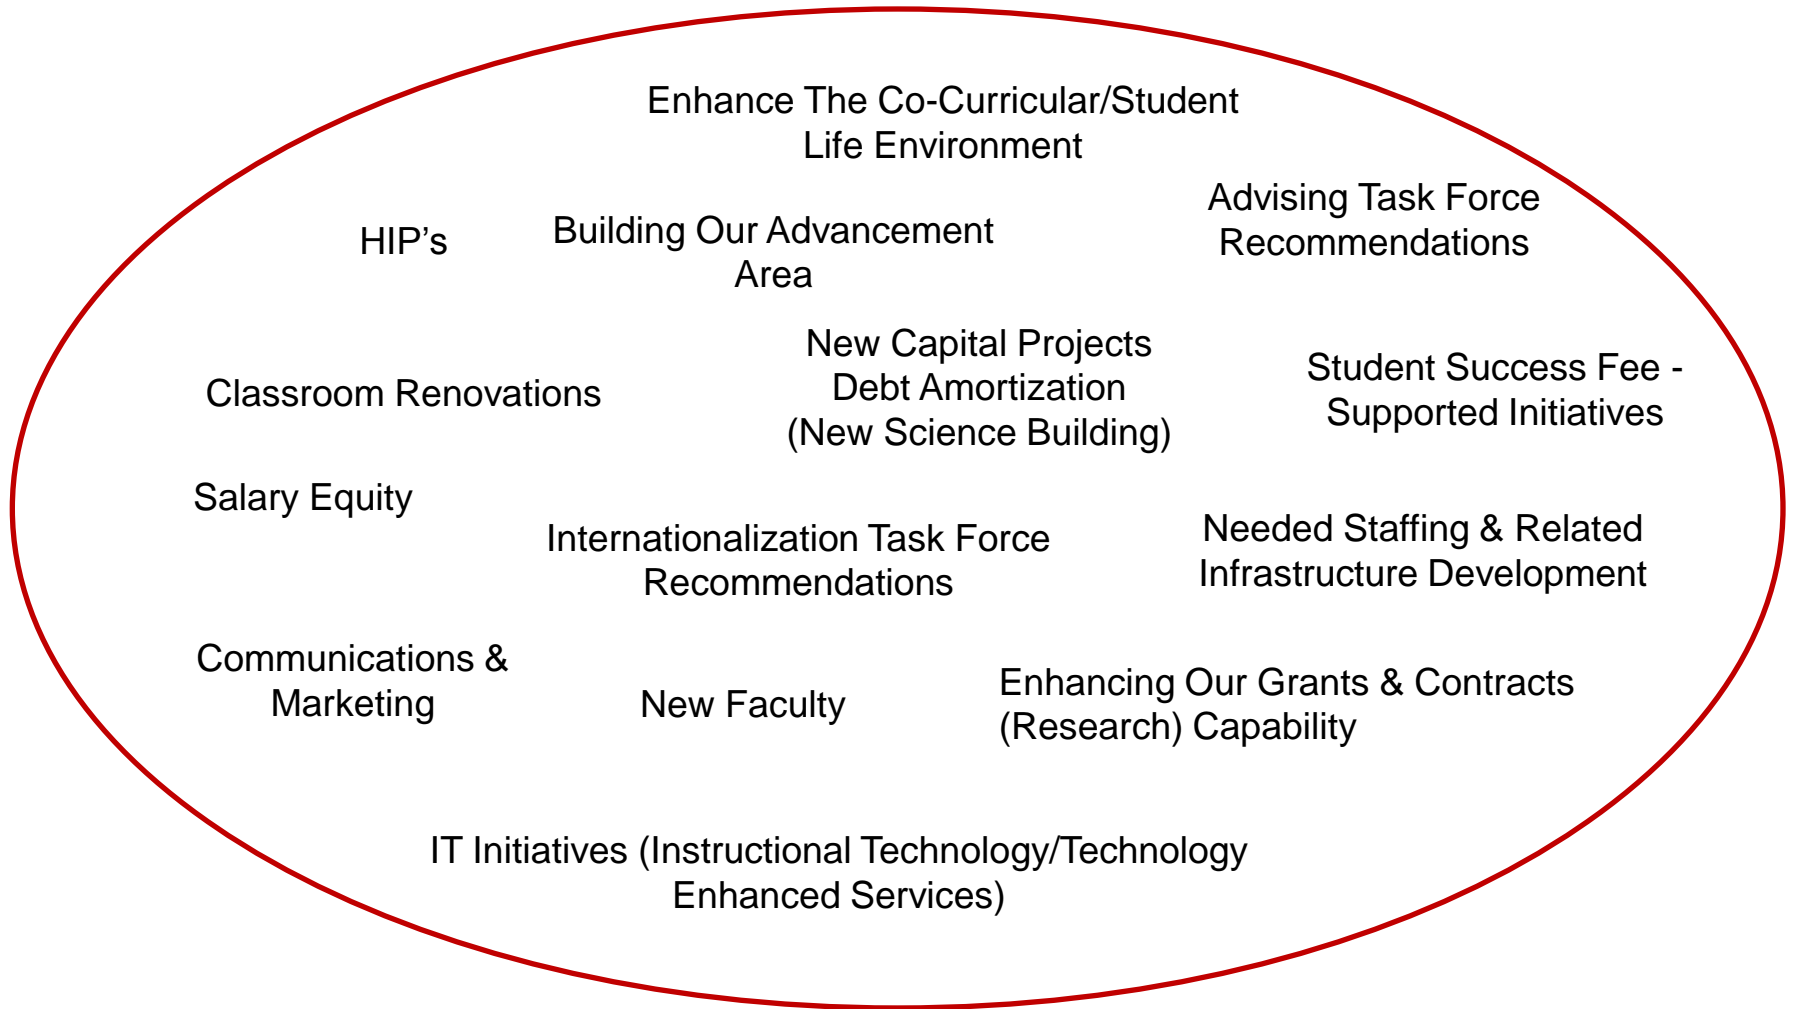 Enhance The Co-Curricular/Student
Life Environment
Advising Task Force
Recommendations
HIP’s
Building Our Advancement
Area
New Capital Projects
Debt Amortization
(New Science Building)
Student Success Fee -
Supported Initiatives
Classroom Renovations
Salary Equity
Internationalization Task Force
Recommendations
Needed Staffing & Related
Infrastructure Development
Communications &
Marketing
New Faculty
Enhancing Our Grants & Contracts
(Research) Capability
IT Initiatives (Instructional Technology/Technology
Enhanced Services)